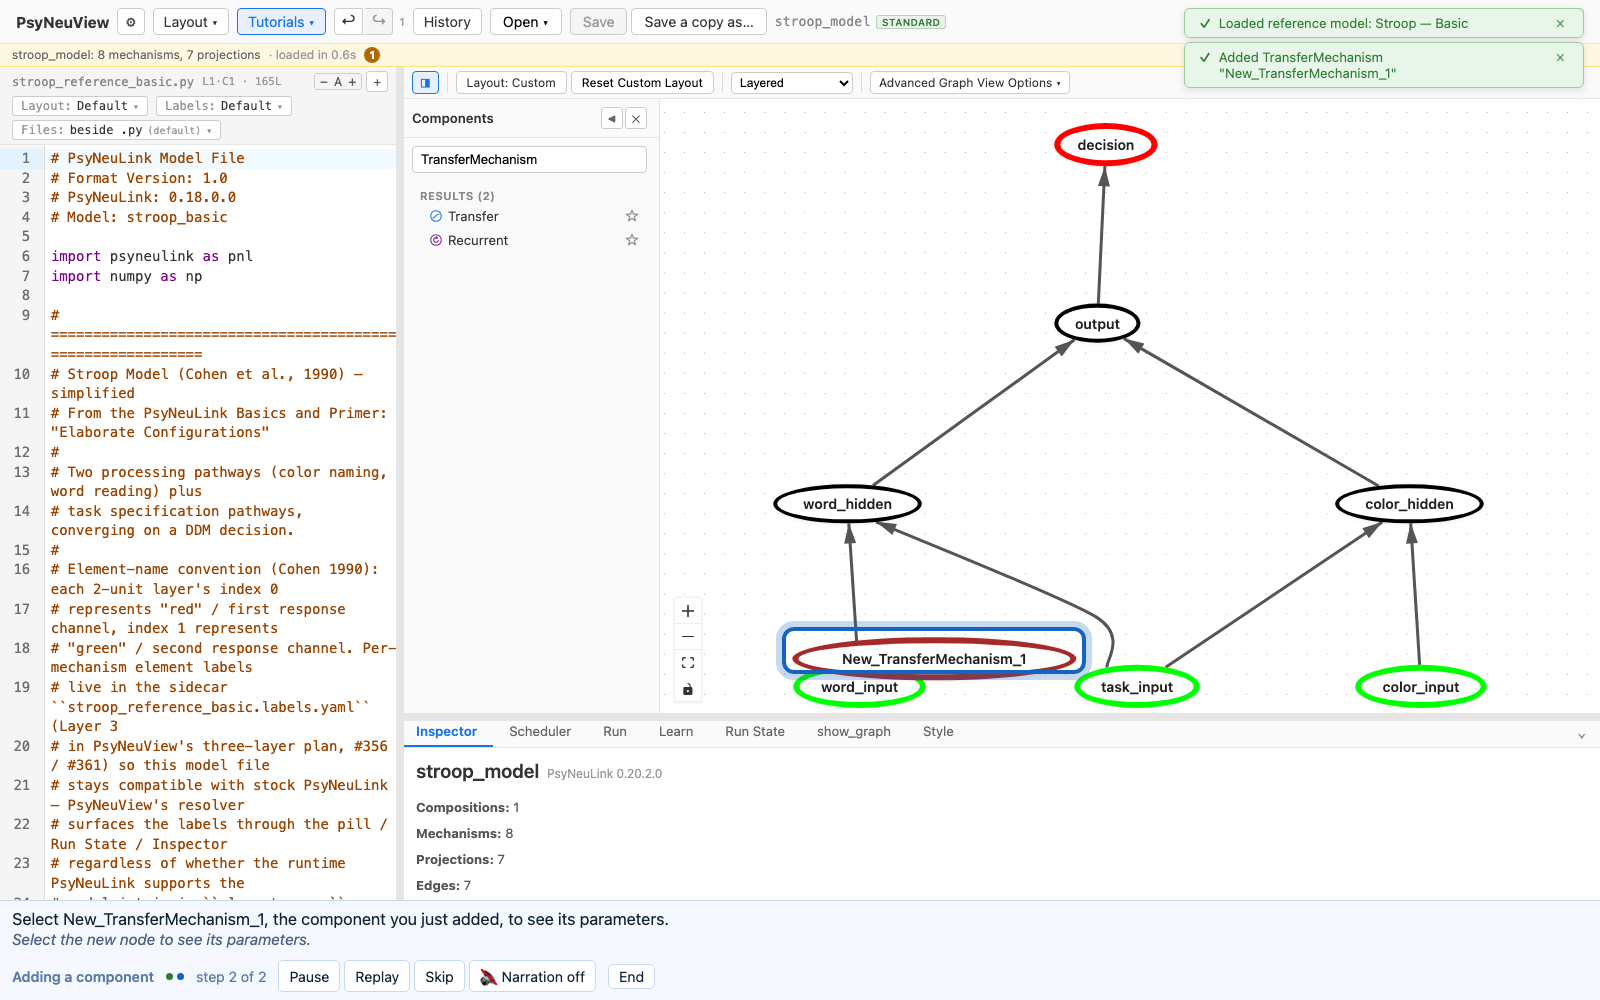 PsyNeuView
Layout ▾
Tutorials ▾
1
History
Open ▾
Save
Save a copy as...
stroop_model STANDARD
✓ Loaded reference model: Stroop — Basic ×
✓ Added TransferMechanism
"New_TransferMechanism_1" ×
stroop_model: 8 mechanisms, 7 projections · loaded in 0.6s 1
stroop_reference_basic.py L1:C1 · 165L
− A +
+
Layout: Default ▾
Labels: Default ▾
Files: beside .py (default) ▾
1 # PsyNeuLink Model File
2 # Format Version: 1.0
3 # PsyNeuLink: 0.18.0.0
4 # Model: stroop_basic
5
6 import psyneulink as pnl
7 import numpy as np
8
9 #
=========================================
==================
10 # Stroop Model (Cohen et al., 1990) —
simplified
11 # From the PsyNeuLink Basics and Primer:
"Elaborate Configurations"
12 #
13 # Two processing pathways (color naming,
word reading) plus
14 # task specification pathways,
converging on a DDM decision.
15 #
16 # Element-name convention (Cohen 1990):
each 2-unit layer's index 0
17 # represents "red" / first response
channel, index 1 represents
18 # "green" / second response channel. Per-
mechanism element labels
19 # live in the sidecar
``stroop_reference_basic.labels.yaml``
(Layer 3
20 # in PsyNeuView's three-layer plan, #356
/ #361) so this model file
21 # stays compatible with stock PsyNeuLink
— PsyNeuView's resolver
22 # surfaces the labels through the pill /
Run State / Inspector
23 # regardless of whether the runtime
PsyNeuLink supports the
Layout: Custom
Reset Custom Layout
Layered
Advanced Graph View Options ▾
Components
TransferMechanism
RESULTS (2)
Transfer
Recurrent
decision
output
word_hidden
color_hidden
New_TransferMechanism_1
word_input
task_input
color_input
Inspector
Scheduler
Run
Learn
Run State
show_graph
Style
stroop_model PsyNeuLink 0.20.2.0
Compositions: 1
Mechanisms: 8
Projections: 7
Edges: 7
Select New_TransferMechanism_1, the component you just added, to see its parameters.
Select the new node to see its parameters.
Adding a component
step 2 of 2
Pause
Replay
Skip
Narration off
End